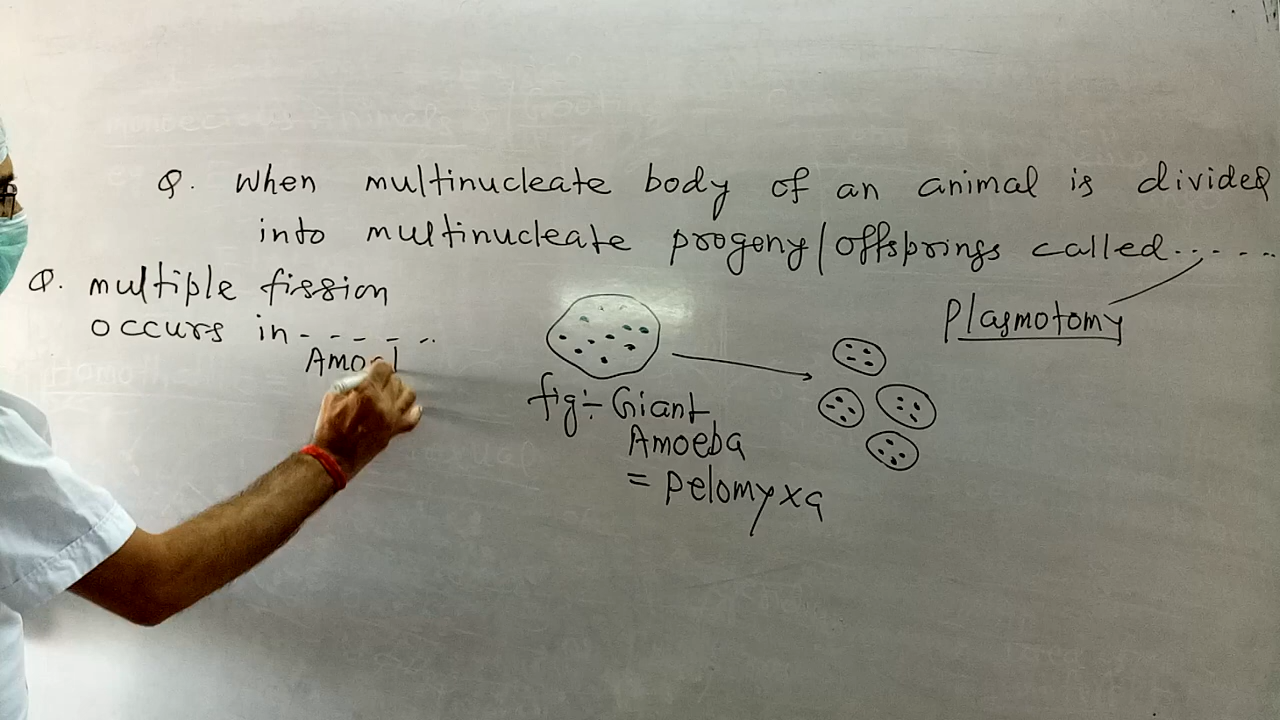 Q. When multinucleate body of an animal is divided
into multinucleate progeny/offsprings called.......
Plasmotomy
Q. multiple fission
occurs in - - - - - ..
fig:- Giant
Amoeba
= Pelomyxa